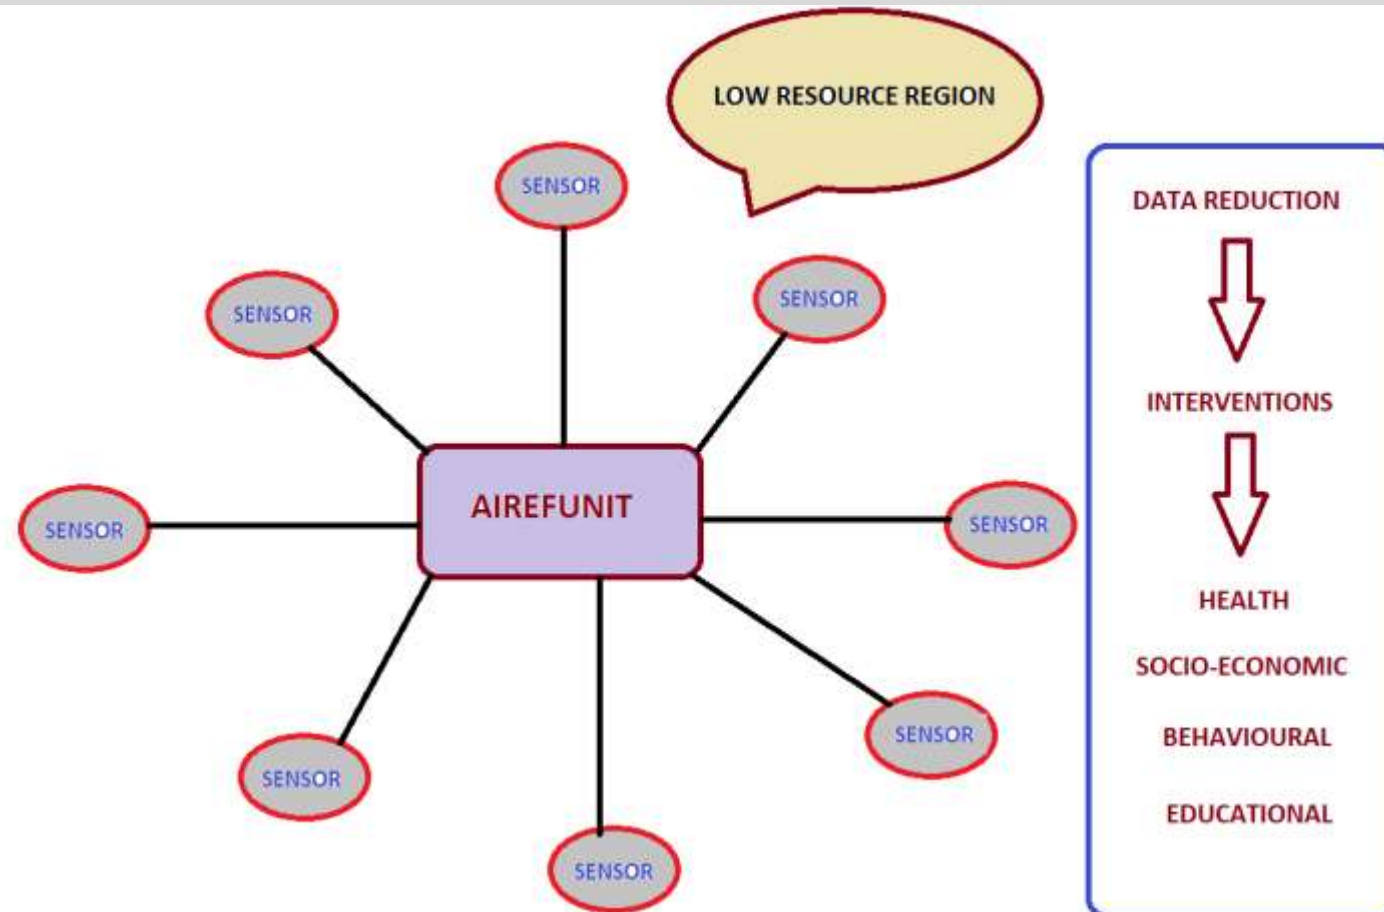 LOW RESOURCE REGION
SENSOR
SENSOR
SENSOR
SENSOR
AIREFUNIT
SENSOR
SENSOR
SENSOR
SENSOR
DATA REDUCTION
INTERVENTIONS
HEALTH
SOCIO-ECONOMIC
BEHAVIOURAL
EDUCATIONAL